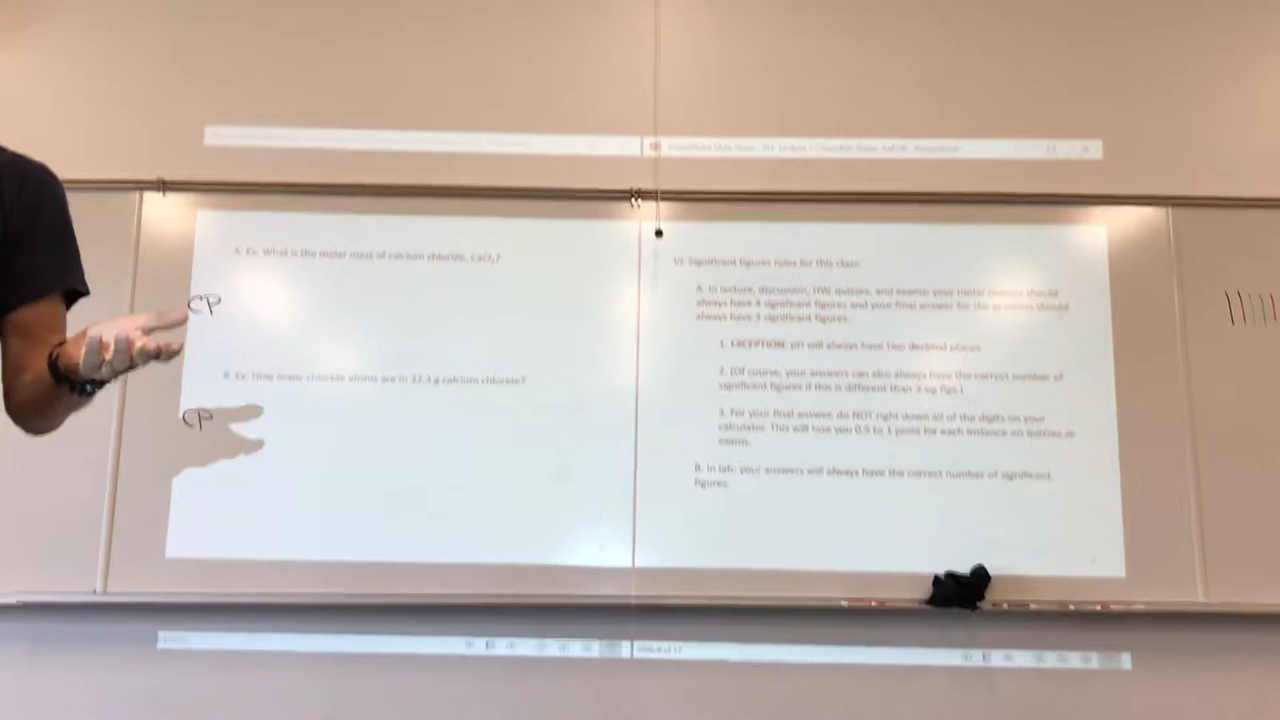 A. Ex: What is the molar mass of calcium chloride, CaCl₂?
CP
B. Ex: How many chloride atoms are in 32.3 g calcium chloride?
CP
VI. Significant figures rules for this class:
A. In lecture, discussion, HW, quizzes, and exams: your molar masses should
always have 4 significant figures and your final answer for the problem should
always have 3 significant figures.
1. EXCEPTION: pH will always have two decimal places
2. (Of course, your answers can also always have the correct number of
significant figures if this is different than 3 sig figs.)
3. For your final answer, do NOT right down all of the digits on your
calculator. This will lose you 0.5 to 1 point for each instance on quizzes or
exams.
B. In lab: your answers will always have the correct number of significant
figures.